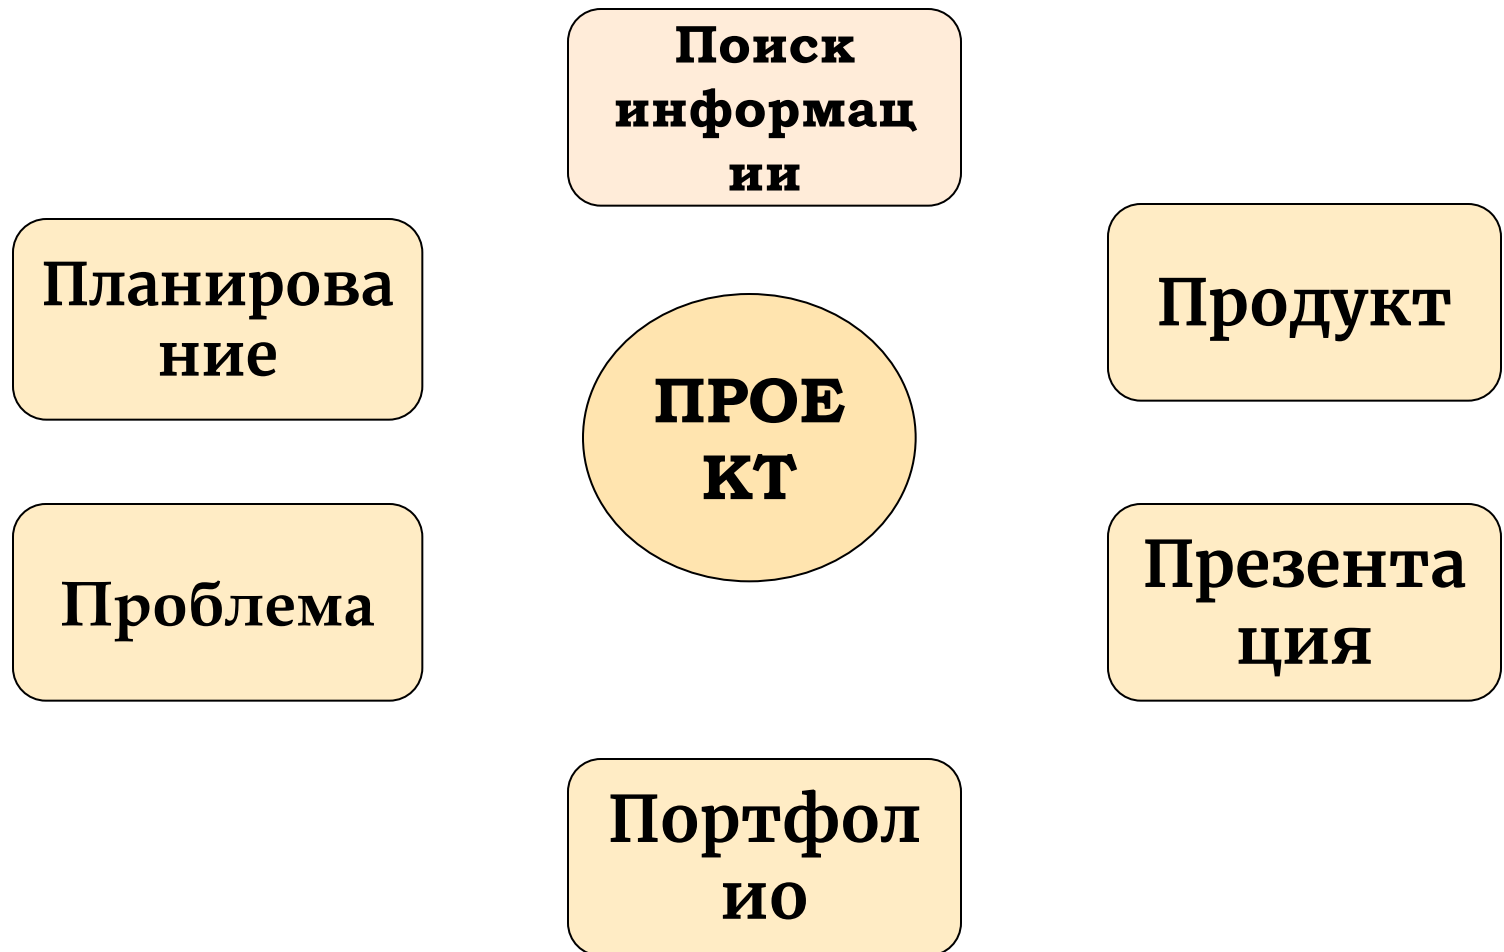 Поиск
информац
ии
Планирова
ние
Продукт
ПРОЕ
КТ
Проблема
Презента
ция
Портфол
ио